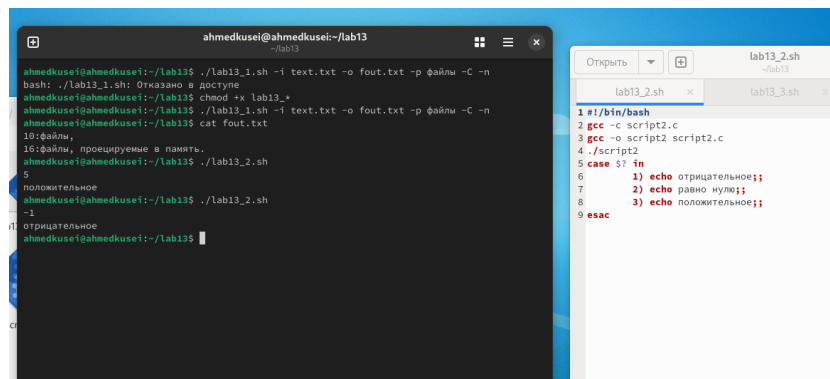 ahmedkusei@ahmedkusei:~/lab13
~/lab13
ahmedkusei@ahmedkusei:~/lab13$ ./lab13_1.sh -i text.txt -o fout.txt -p файлы -C -n
bash: ./lab13_1.sh: Отказано в доступе
ahmedkusei@ahmedkusei:~/lab13$ chmod +x lab13_*
ahmedkusei@ahmedkusei:~/lab13$ ./lab13_1.sh -i text.txt -o fout.txt -p файлы -C -n
ahmedkusei@ahmedkusei:~/lab13$ cat fout.txt
10:файлы,
16:файлы, проецируемые в память.
ahmedkusei@ahmedkusei:~/lab13$ ./lab13_2.sh
5
положительное
ahmedkusei@ahmedkusei:~/lab13$ ./lab13_2.sh
-1
отрицательное
ahmedkusei@ahmedkusei:~/lab13$
Открыть
lab13_2.sh
~/lab13
lab13_2.sh
lab13_3.sh
1 #!/bin/bash
2 gcc -c script2.c
3 gcc -o script2 script2.c
4 ./script2
5 case $? in
6 1) echo отрицательное;;
7 2) echo равно нулю;;
8 3) echo положительное;;
9 esac